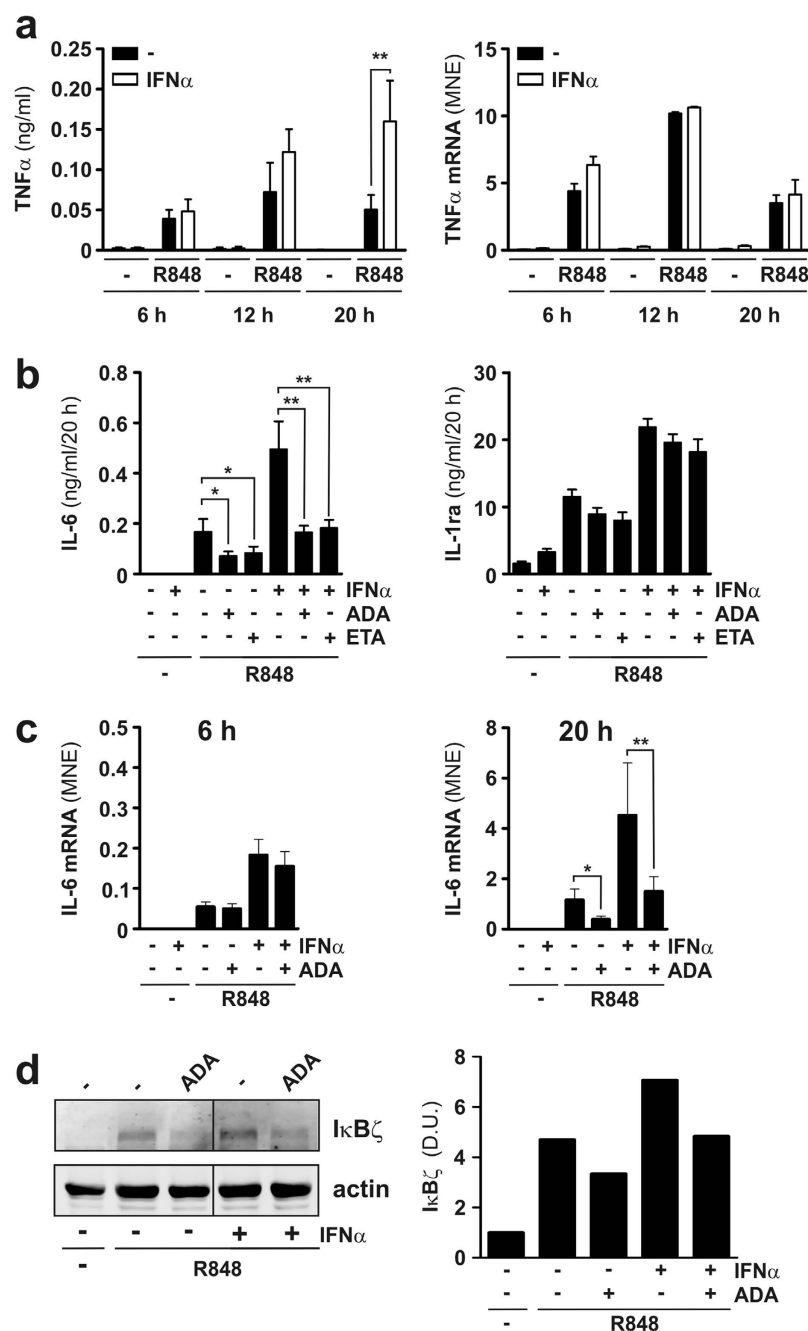 a
- -
IFNα IFNα
0.25 15
0.20
0.15 10
0.10 5
0.05
0 0
TNFα (ng/ml) TNFα mRNA (MNE)
**
- R848 - R848 - R848 - R848 - R848 - R848
6 h 12 h 20 h 6 h 12 h 20 h
b
0.8 30
0.6
0.4 20
0.2 10
0 0
IL-6 (ng/ml/20 h) IL-1ra (ng/ml/20 h)
* * ** **
- + - - - + + + IFNα - + - - - + + + IFNα
- - - + - - + - ADA - - - + - - + - ADA
- - - - + - - + ETA - - - - + - - + ETA
- R848 - R848
c
6 h 20 h
0.5 8
0.4 6
0.3 4
0.2 2
0.1
0 0
IL-6 mRNA (MNE) IL-6 mRNA (MNE)
* **
- + - - + + IFNα - + - - + + IFNα
- - - + - + ADA - - - + - + ADA
- R848 - R848
d
- - ADA - ADA
IκBζ
actin
- - - + + IFNα
- R848
8
6
4
2
0
IκBζ (D.U.)
- - - + + IFNα
- - + - + ADA
- R848